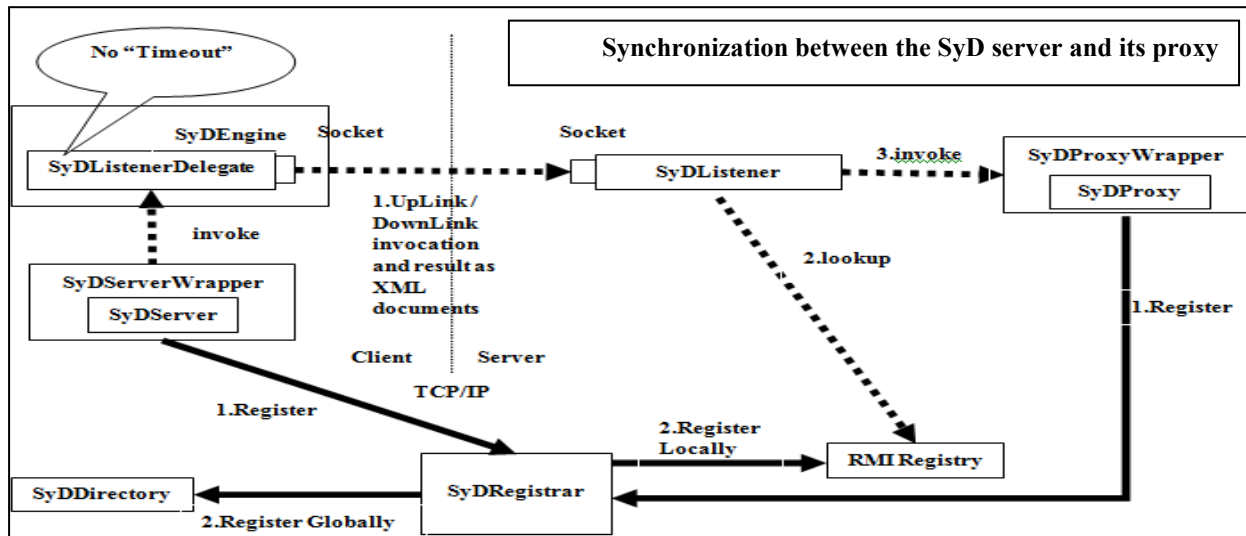 No “Timeout”
Synchronization between the SyD server and its proxy
SyDEngine
Socket
SyDListenerDelegate
Socket
SyDListener
3.invoke
SyDProxyWrapper
SyDProxy
1.UpLink /
DownLink
invocation
and result as
XML
documents
invoke
2.lookup
SyDServerWrapper
SyDServer
1.Register
Client
Server
TCP/IP
1.Register
2.Register
Locally
RMI Registry
SyDRegistrar
SyDDirectory
2.Register Globally